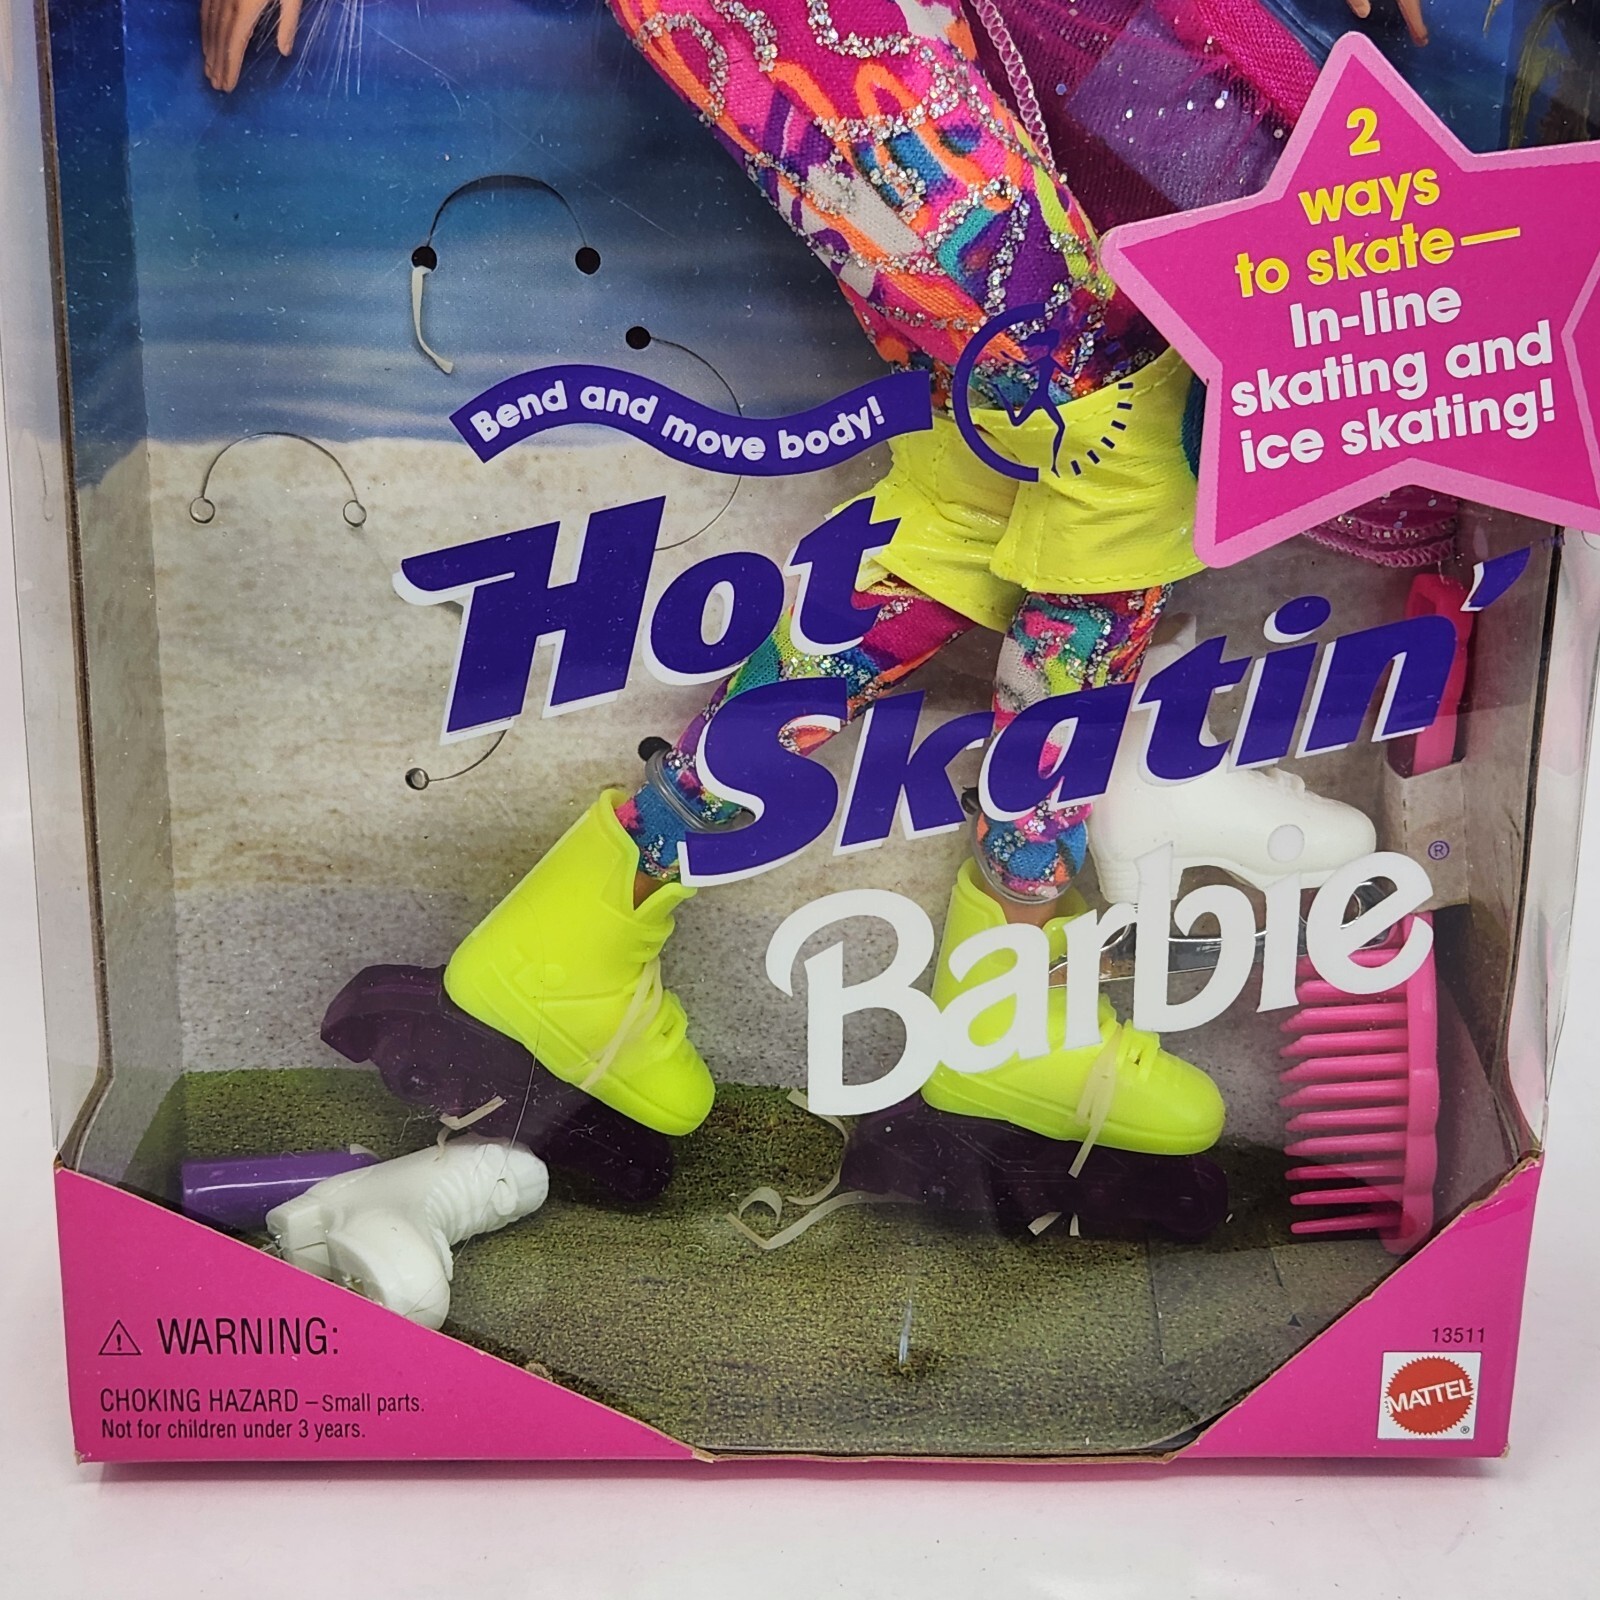 2
ways
to skate—
In-line
skating and
ice skating!
Bend and move body!
Hot
Skatin'
Barbie®
⚠ WARNING:
CHOKING HAZARD – Small parts.
Not for children under 3 years.
13511
MATTEL
®